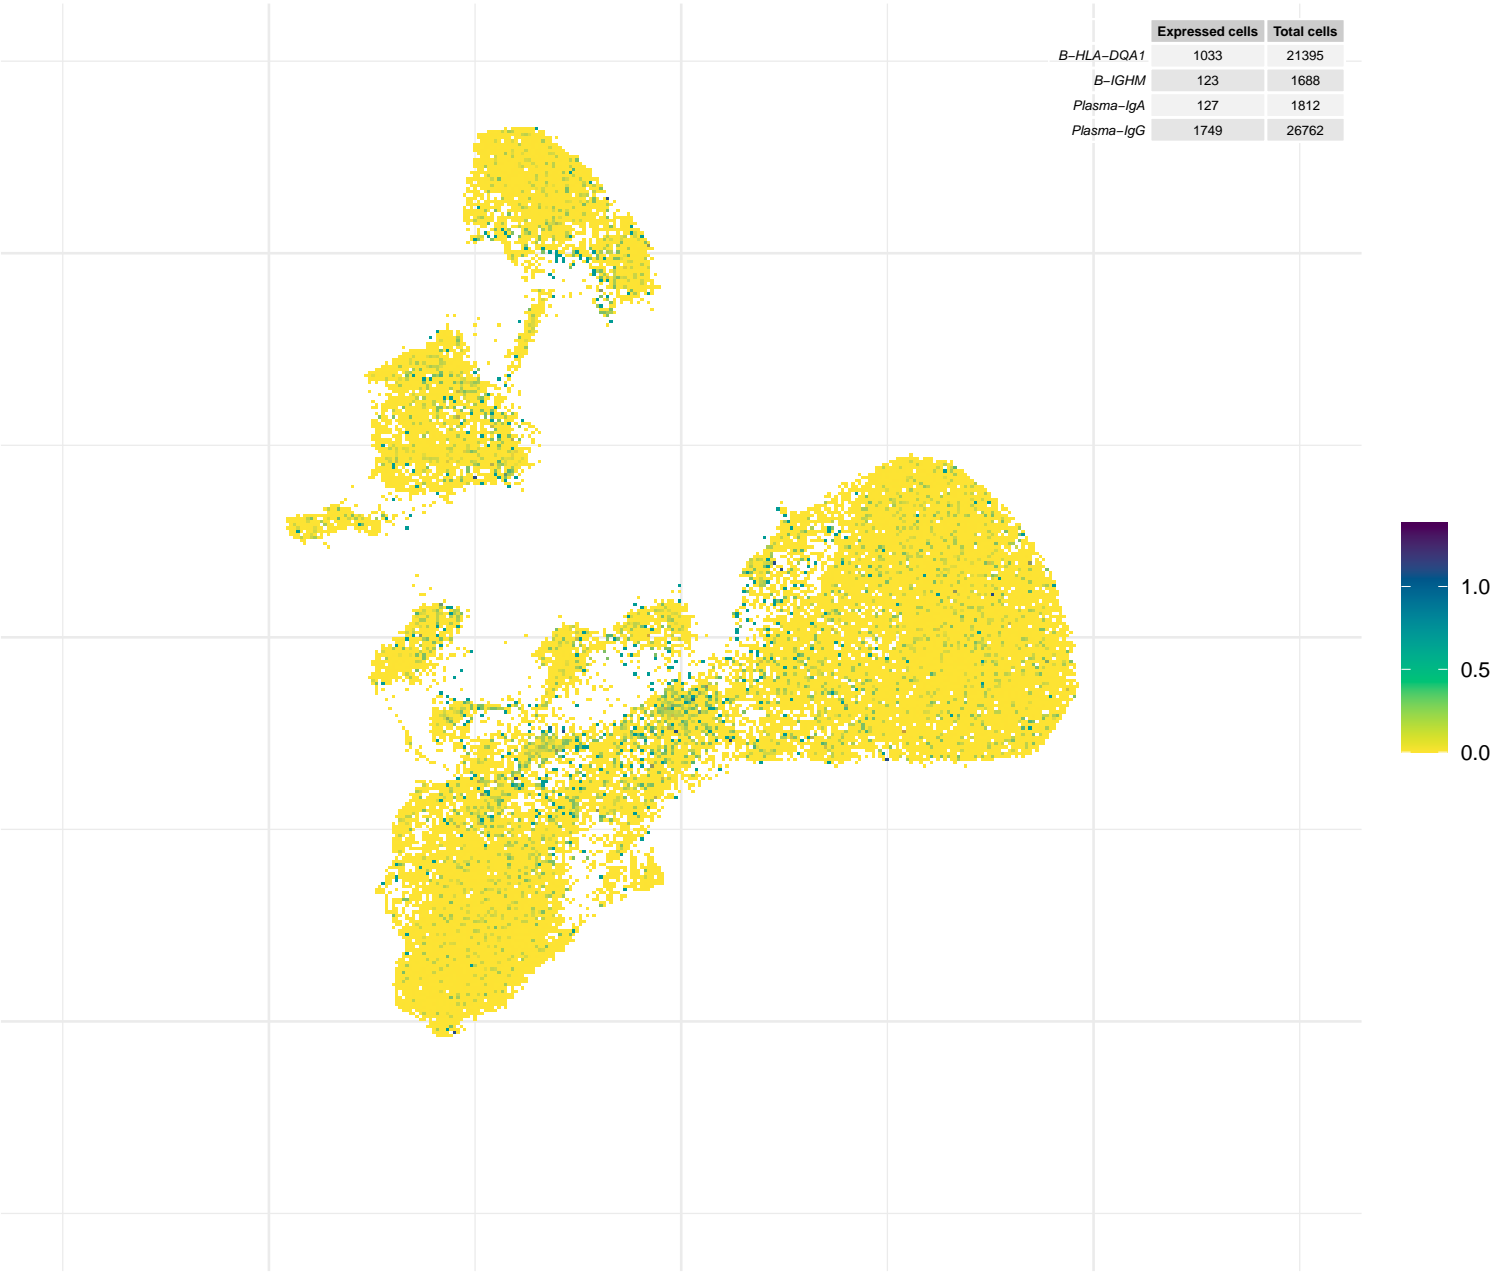 Expressed cells Total cells
B−HLA−DQA1 1033 21395
B−IGHM 123 1688
Plasma−IgA 127 1812
Plasma−IgG 1749 26762
1.0
0.5
0.0